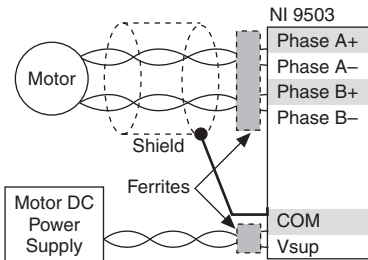 NI 9503
Phase A+
Phase A–
Phase B+
Phase B–
Motor
Shield
Ferrites
Motor DC
Power
Supply
COM
Vsup